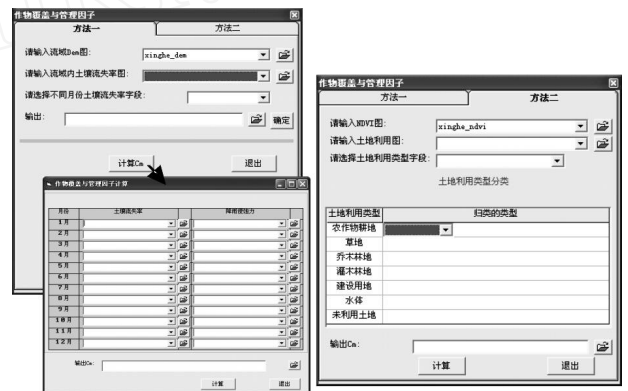 作物覆盖与管理因子
方法一 方法二
请输入流域Dem图: xinghe_dem
请输入流域内土壤流失率图:
请选择不同月份土壤流失率字段:
输出: 确定
计算Cm 退出
作物覆盖与管理因子计算
月份 土壤流失率 降雨侵蚀力
1月
2月
3月
4月
5月
6月
7月
8月
9月
10月
11月
12月
输出Cm:
计算 退出
作物覆盖与管理因子
方法一 方法二
请输入NDVI图: xinghe_ndvi
请输入土地利用图:
请选择土地利用类型字段:
土地利用类型分类
土地利用类型 归类的类型
农作物耕地
草地
乔木林地
灌木林地
建设用地
水体
未利用土地
输出Cm:
计算 退出